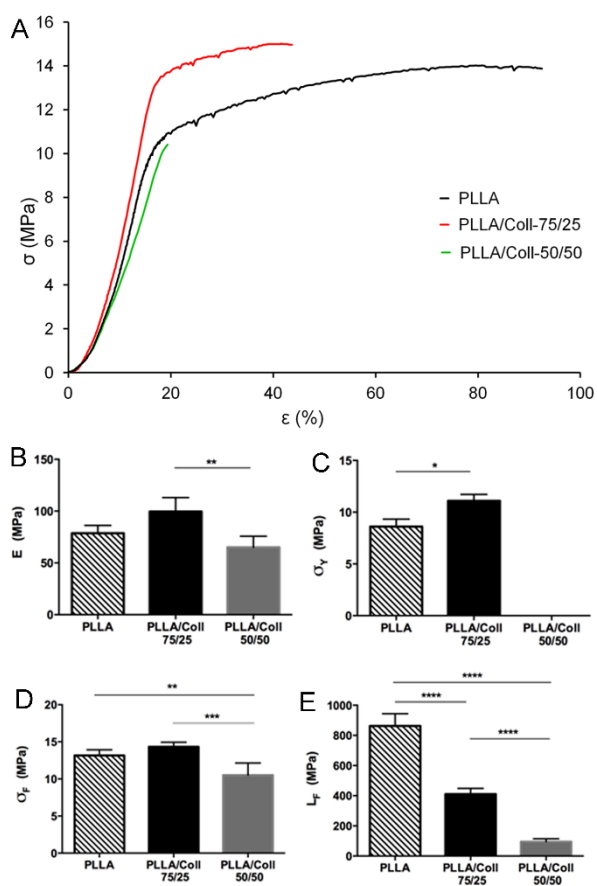 A
16
14
12
10
8
6
4
2
0
σ (MPa)
PLLA
PLLA/Coll-75/25
PLLA/Coll-50/50
0 20 40 60 80 100
ε (%)
B
**
150
100
50
0
E (MPa)
PLLA PLLA/Coll PLLA/Coll
75/25 50/50
C
*
15
10
5
0
σY (MPa)
PLLA PLLA/Coll PLLA/Coll
75/25 50/50
D
**
***
20
15
10
5
0
σF (MPa)
PLLA PLLA/Coll PLLA/Coll
75/25 50/50
E
****
****
****
1000
800
600
400
200
0
LF (MPa)
PLLA PLLA/Coll PLLA/Coll
75/25 50/50